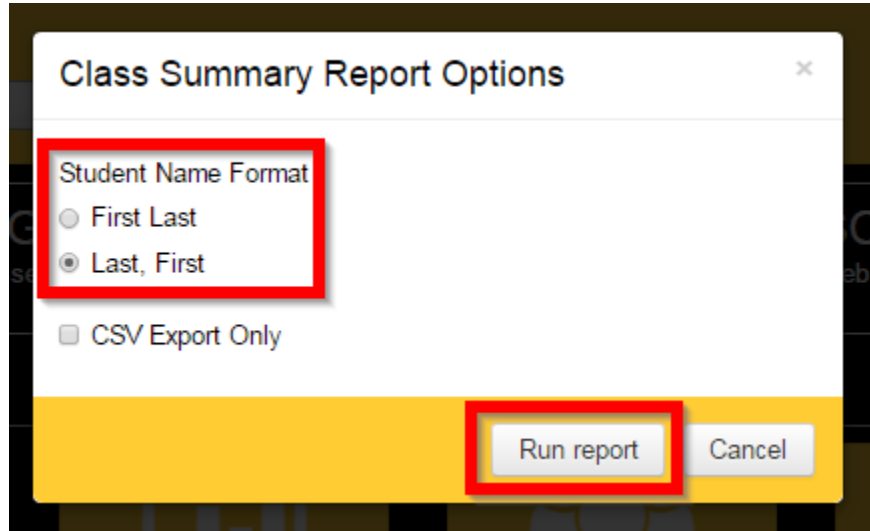 Class Summary Report Options
×
Student Name Format
First Last
Last, First
CSV Export Only
Run report Cancel